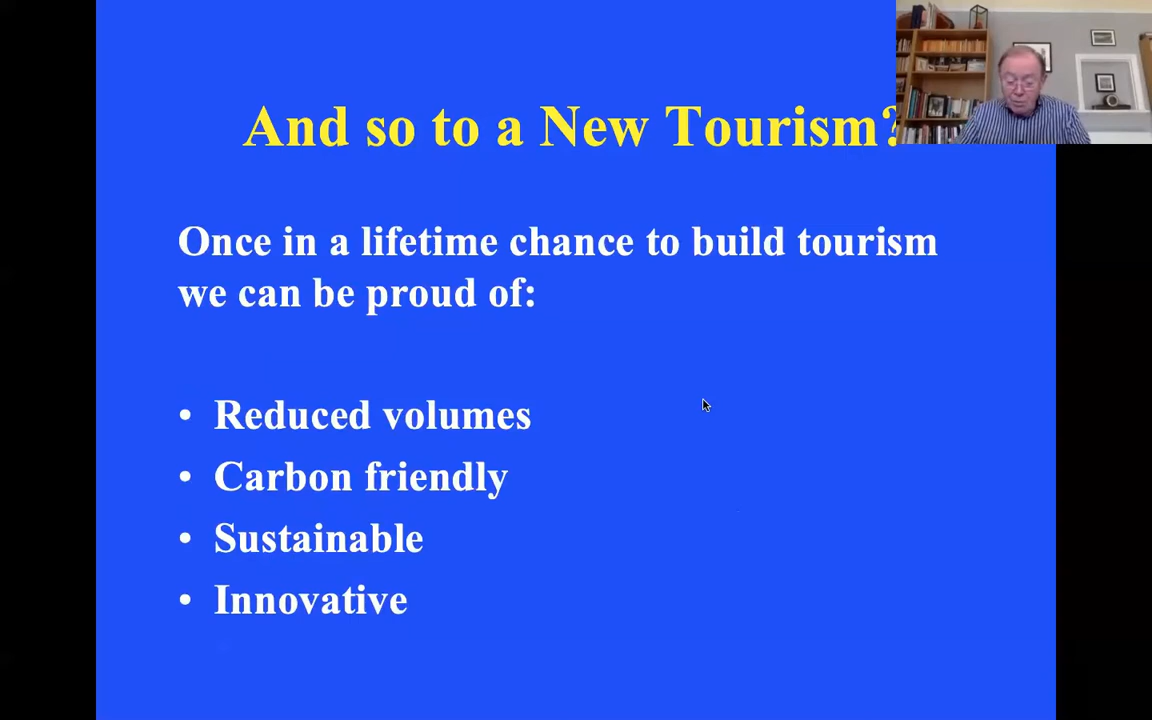 And so to a New Tourism?
Once in a lifetime chance to build tourism
we can be proud of:
• Reduced volumes
• Carbon friendly
• Sustainable
• Innovative